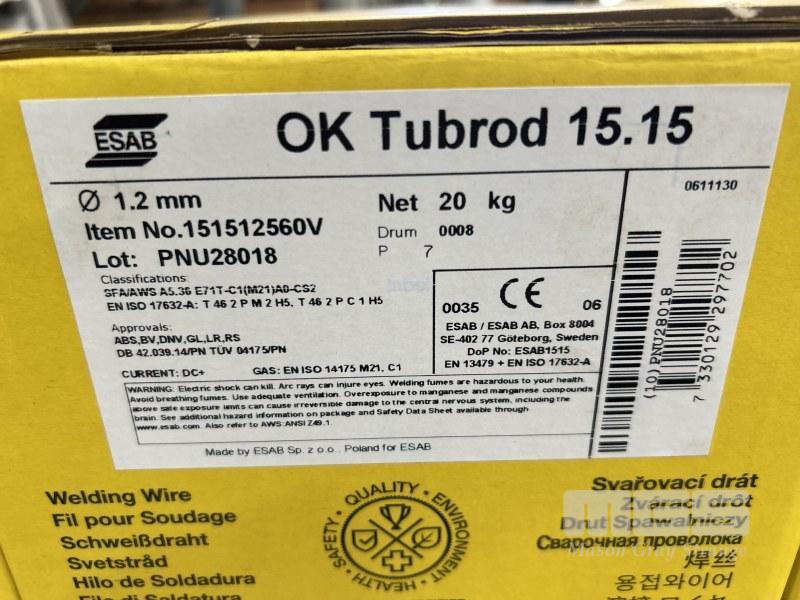 ESAB
OK Tubrod 15.15
Ø 1.2 mm
Item No.151512560V
Lot: PNU28018
Net 20 kg
Drum 0008
P 7
0611130
Classifications
SFA/AWS A5.36 E71T-C1(M21)A0-CS2
EN ISO 17632-A: T 46 2 P M 2 H5, T 46 2 P C 1 H5
Approvals:
ABS,BV,DNV,GL,LR,RS
DB 42.039.14/PN TÜV 04175/PN
CURRENT: DC+
GAS: EN ISO 14175 M21, C1
0035 CE 06
ESAB / ESAB AB, Box 8004
SE-402 77 Göteborg, Sweden
DoP No: ESAB1515
EN 13479 + EN ISO 17632-A
(10)PNU28018
7 330129 297702
WARNING: Electric shock can kill. Arc rays can injure eyes. Welding fumes are hazardous to your health.
Avoid breathing fumes. Use adequate ventilation. Overexposure to manganese and manganese compounds
above safe exposure limits can cause irreversible damage to the central nervous system, including the
brain. See additional hazard information on package and Safety Data Sheet available through
www.esab.com. Also refer to AWS:ANSI Z49.1.
Made by ESAB Sp. z o.o., Poland for ESAB
Welding Wire
Fil pour Soudage
Schweißdraht
Svetstråd
Hilo de Soldadura
Fio di Saldatura
QUALITY · ENVIRONMENT · HEALTH · SAFETY ·
Svařovací drát
Zvárací drôt
Drut Spawalniczy
Сварочная проволока
焊丝
용접와이어
Mason Gray